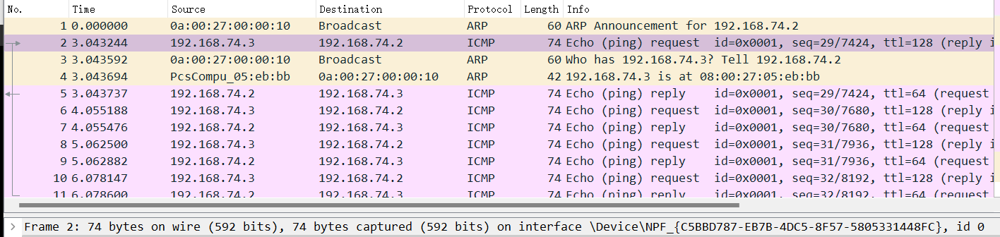 No. Time Source Destination Protocol Length Info
1 0.000000 0a:00:27:00:00:10 Broadcast ARP 60 ARP Announcement for 192.168.74.2
2 3.043244 192.168.74.3 192.168.74.2 ICMP 74 Echo (ping) request id=0x0001, seq=29/7424, ttl=128 (reply i
3 3.043592 0a:00:27:00:00:10 Broadcast ARP 60 Who has 192.168.74.3? Tell 192.168.74.2
4 3.043694 PcsCompu_05:eb:bb 0a:00:27:00:00:10 ARP 42 192.168.74.3 is at 08:00:27:05:eb:bb
5 3.043737 192.168.74.2 192.168.74.3 ICMP 74 Echo (ping) reply id=0x0001, seq=29/7424, ttl=64 (request
6 4.055188 192.168.74.3 192.168.74.2 ICMP 74 Echo (ping) request id=0x0001, seq=30/7680, ttl=128 (reply i
7 4.055476 192.168.74.2 192.168.74.3 ICMP 74 Echo (ping) reply id=0x0001, seq=30/7680, ttl=64 (request
8 5.062500 192.168.74.3 192.168.74.2 ICMP 74 Echo (ping) request id=0x0001, seq=31/7936, ttl=128 (reply i
9 5.062882 192.168.74.2 192.168.74.3 ICMP 74 Echo (ping) reply id=0x0001, seq=31/7936, ttl=64 (request
10 6.078147 192.168.74.3 192.168.74.2 ICMP 74 Echo (ping) request id=0x0001, seq=32/8192, ttl=128 (reply i
11 6.078600 192.168.74.2 192.168.74.3 ICMP 74 Echo (ping) reply id=0x0001, seq=32/8192, ttl=64 (request
Frame 2: 74 bytes on wire (592 bits), 74 bytes captured (592 bits) on interface \Device\NPF_{C5BBD787-EB7B-4DC5-8F57-5805331448FC}, id 0